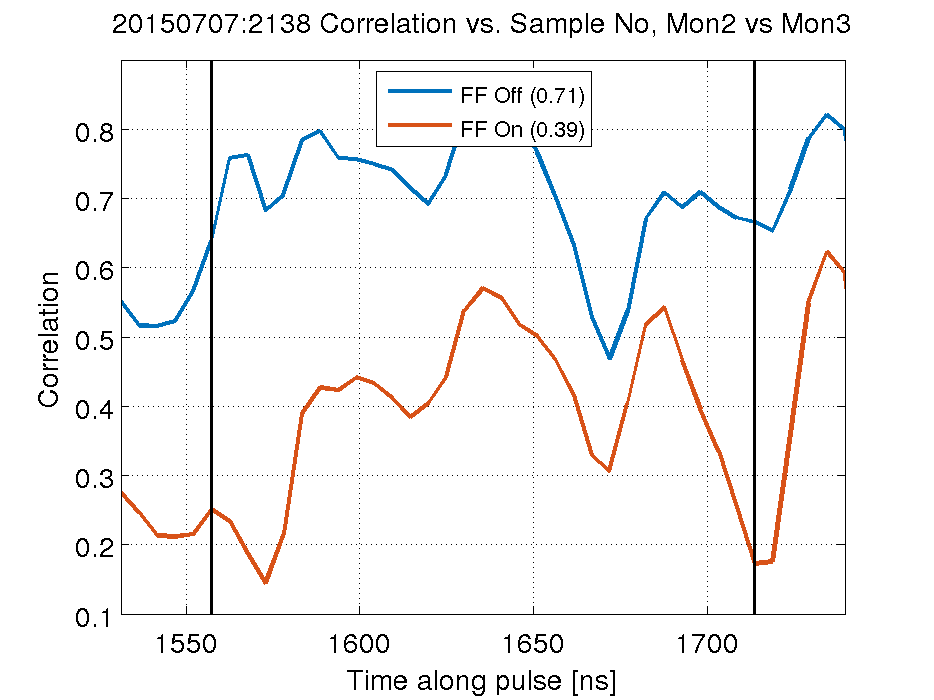 20150707:2138 Correlation vs. Sample No, Mon2 vs Mon3
FF Off (0.71)
FF On (0.39)
Correlation
0.8
0.7
0.6
0.5
0.4
0.3
0.2
0.1
1550 1600 1650 1700
Time along pulse [ns]